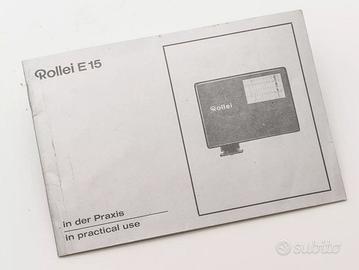 Rollei E15
Rollei
in der Praxis
in practical use
subito